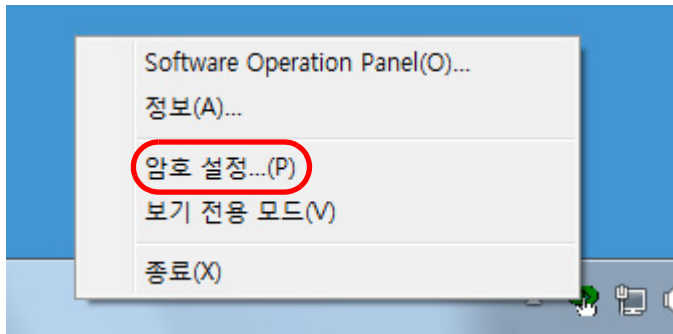 Software Operation Panel(O)...
정보(A)...
암호 설정...(P)
보기 전용 모드(V)
종료(X)